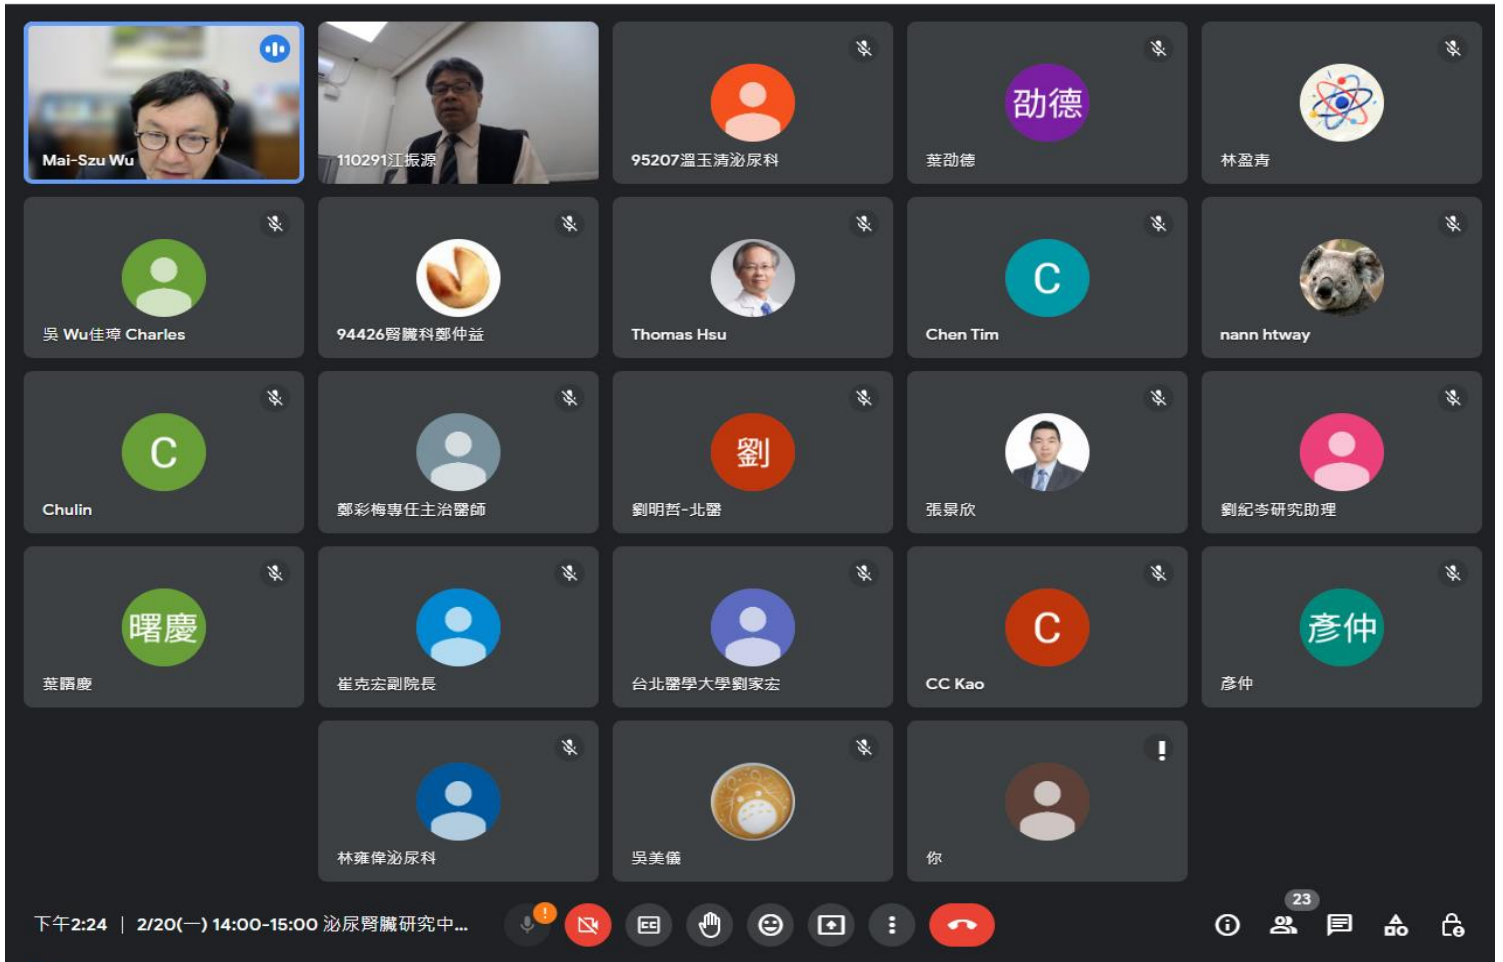 Mai-Szu Wu
110291江振源
95207溫玉清泌尿科
劭德
葉劭德
林盈青
吳 Wu佳璋 Charles
94426腎臟科鄭仲益
Thomas Hsu
C
Chen Tim
nann htway
C
Chulin
鄭彩梅專任主治醫師
劉
劉明哲-北醫
張景欣
劉紀岑研究助理
曙慶
葉曙慶
崔克宏副院長
台北醫學大學劉家宏
C
CC Kao
彥仲
彥仲
林雍偉泌尿科
吳美儀
你
下午2:24 | 2/20(一) 14:00-15:00 泌尿腎臟研究中...
CC
23